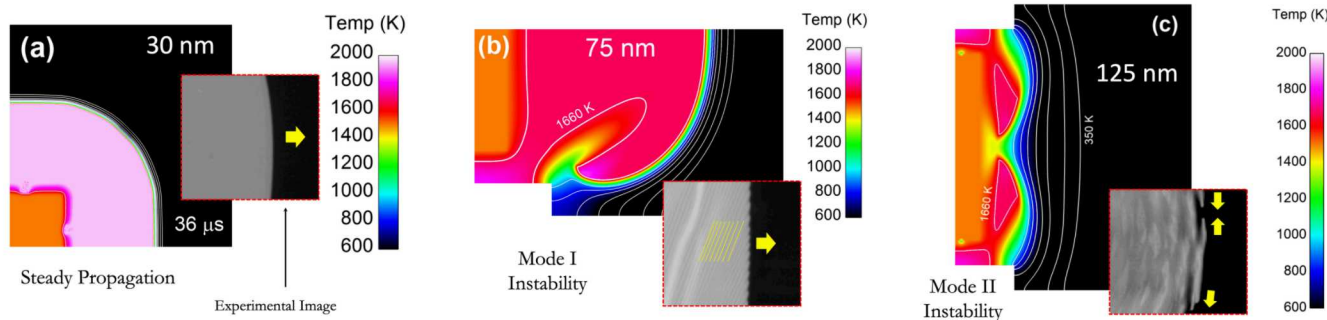 (a)
30 nm
36 μs
Steady Propagation
Experimental Image
Temp (K)
2000
1800
1600
1400
1200
1000
800
600
(b)
75 nm
1660 K
Mode I
Instability
Temp (K)
2000
1800
1600
1400
1200
1000
800
600
(c)
125 nm
1660 K
350 K
Mode II
Instability
Temp (K)
2000
1800
1600
1400
1200
1000
800
600